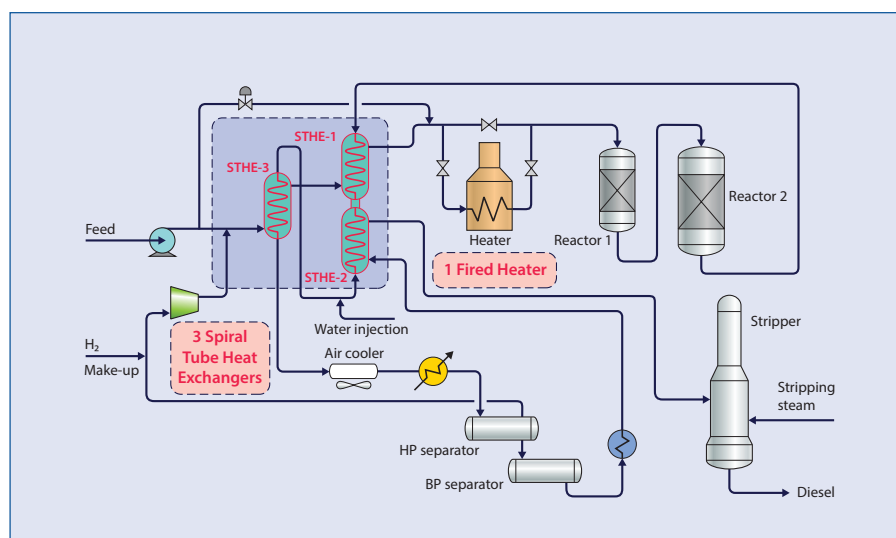 STHE-1
STHE-3
Feed
STHE-2
Heater
Reactor 1
Reactor 2
1 Fired Heater
Water injection
3 Spiral
Tube Heat
Exchangers
H₂
Make-up
Air cooler
Stripper
Stripping
steam
HP separator
BP separator
Diesel